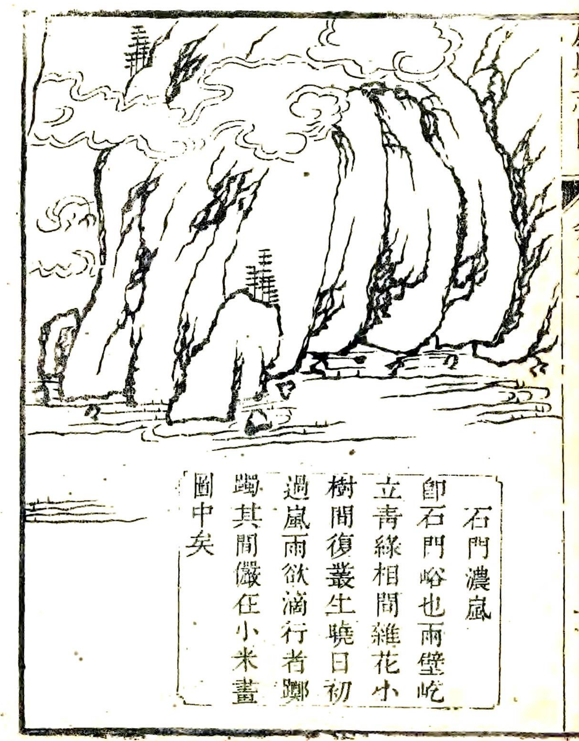 石門濃嵐
卽石門峪也兩壁屹
立青綠相間雜花小
樹間復叢生曉日初
過嵐雨欲滴行者躑
躅其間儼在小米畫
圖中矣